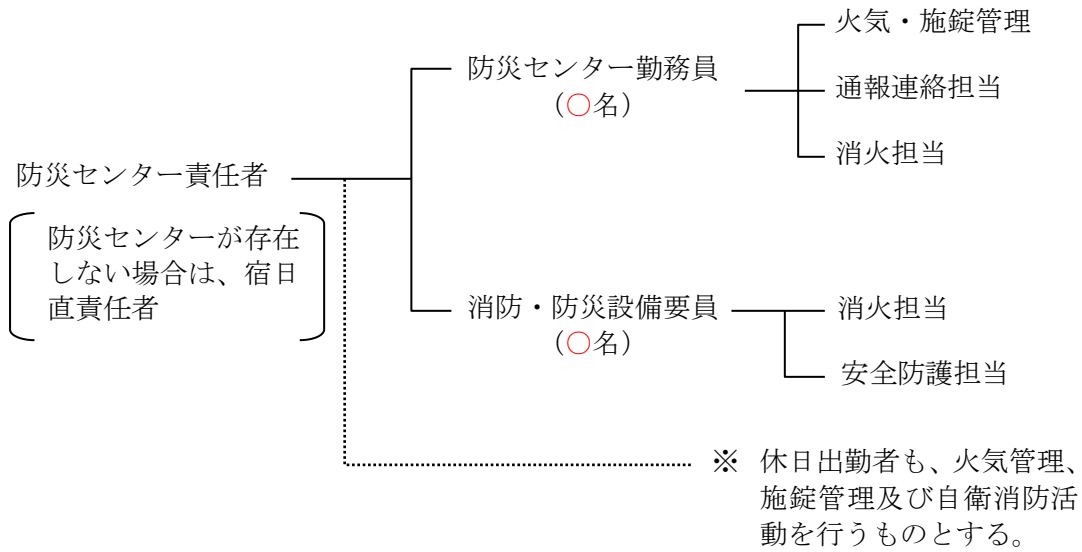 火気・施錠管理
防災センター勤務員
(○名)
通報連絡担当
消火担当
防災センター責任者
防災センターが存在
しない場合は、宿日
直責任者
消防・防災設備要員
(○名)
消火担当
安全防護担当
※ 休日出勤者も、火気管理、
施錠管理及び自衛消防活
動を行うものとする。